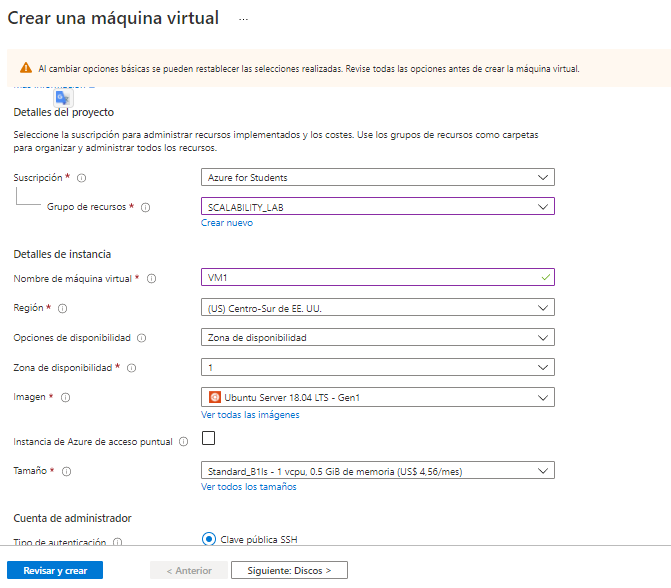 Crear una máquina virtual ...
Al cambiar opciones básicas se pueden restablecer las selecciones realizadas. Revise todas las opciones antes de crear la máquina virtual.
Detalles del proyecto
Seleccione la suscripción para administrar recursos implementados y los costes. Use los grupos de recursos como carpetas
para organizar y administrar todos los recursos.
Suscripción * Azure for Students
Grupo de recursos * SCALABILITY_LAB
Crear nuevo
Detalles de instancia
Nombre de máquina virtual * VM1
Región * (US) Centro-Sur de EE. UU.
Opciones de disponibilidad Zona de disponibilidad
Zona de disponibilidad * 1
Imagen * Ubuntu Server 18.04 LTS - Gen1
Ver todas las imágenes
Instancia de Azure de acceso puntual
Tamaño * Standard_B1ls - 1 vcpu, 0.5 GiB de memoria (US$ 4,56/mes)
Ver todos los tamaños
Cuenta de administrador
Tipo de autenticación Clave pública SSH
Revisar y crear < Anterior Siguiente: Discos >